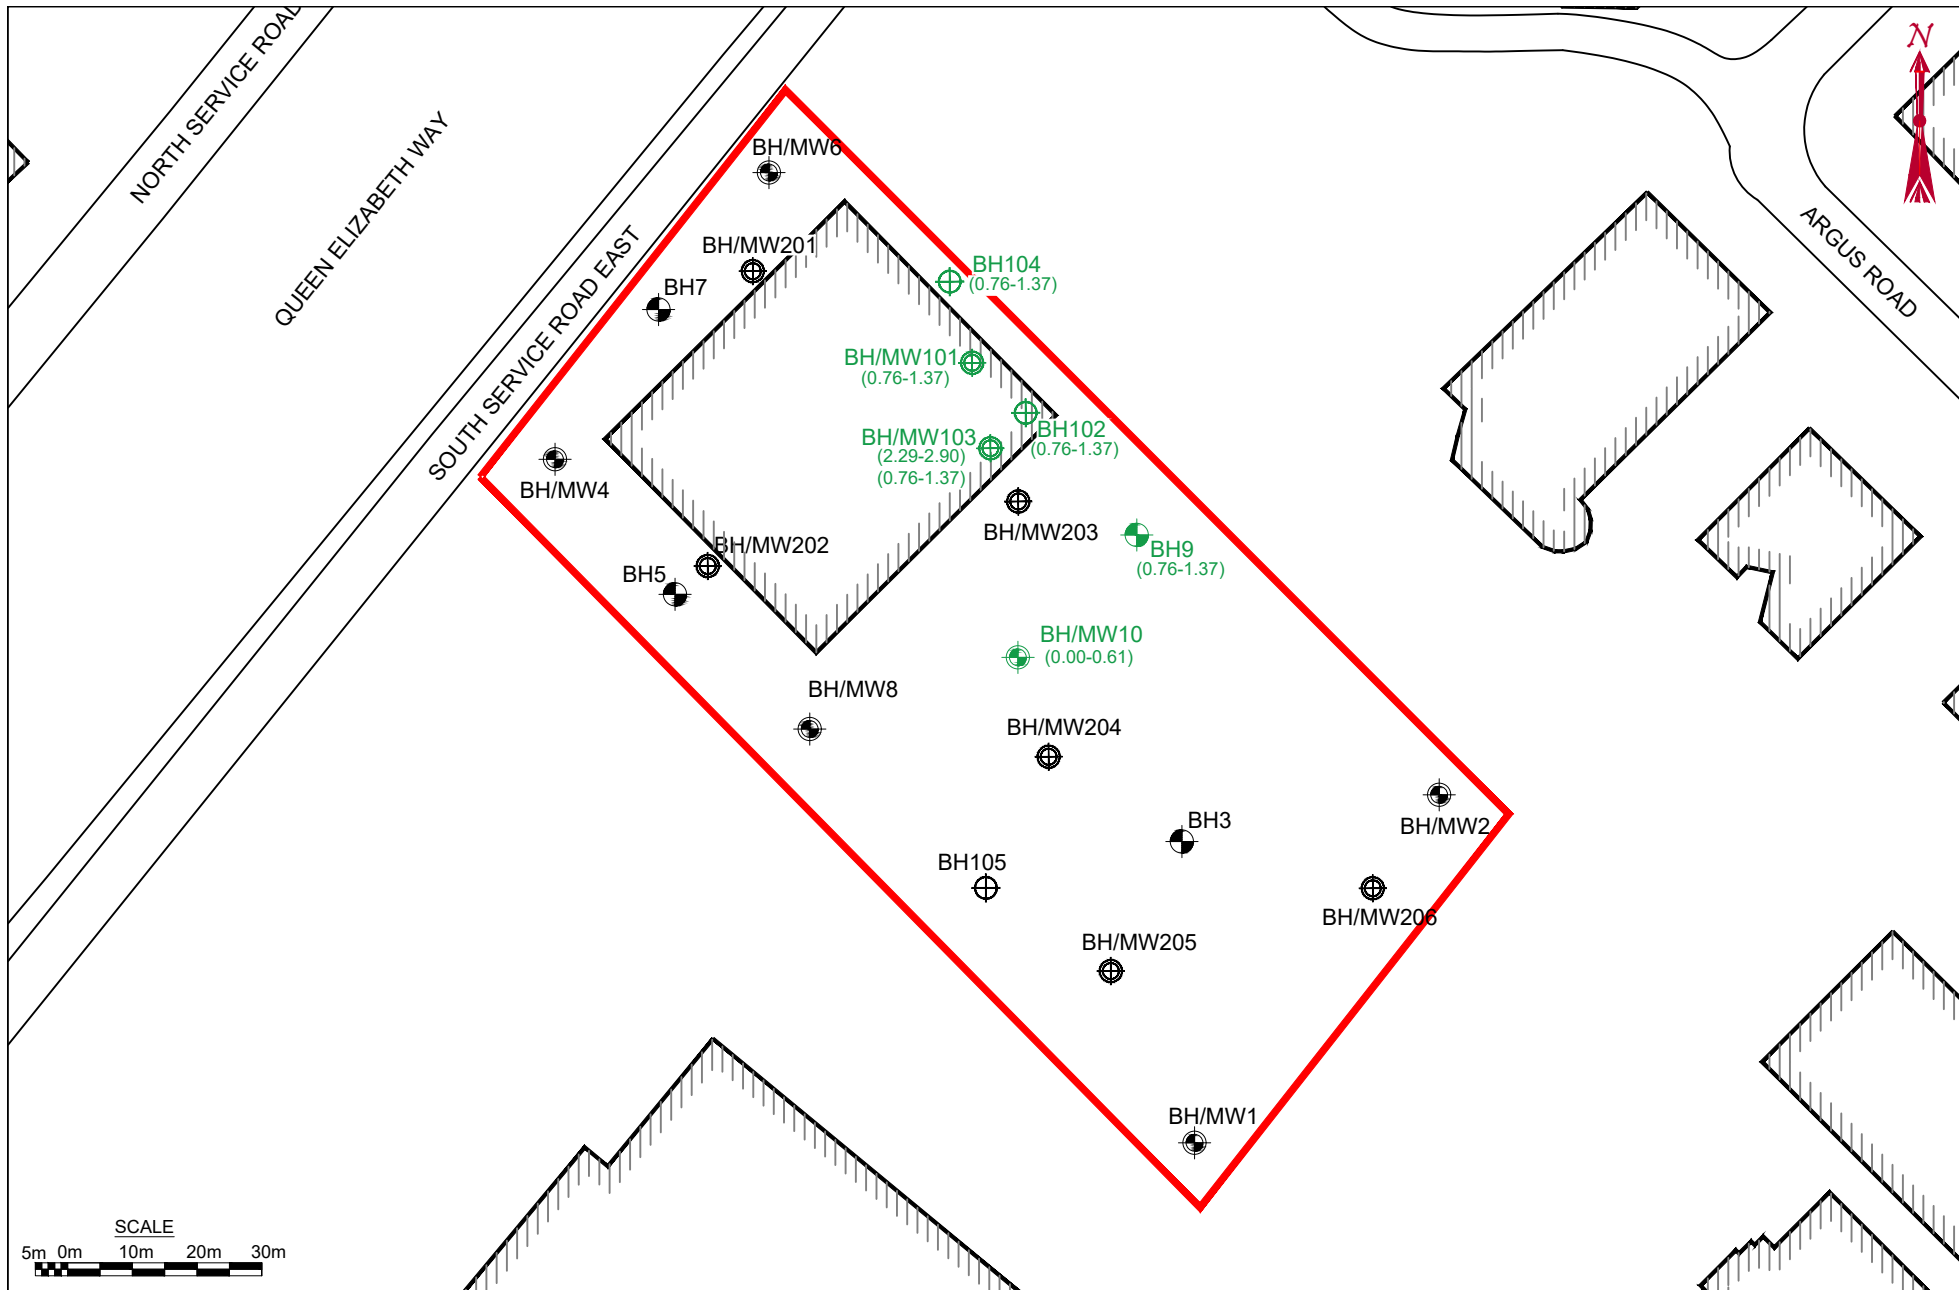 NORTH SERVICE ROAD
QUEEN ELIZABETH WAY
SOUTH SERVICE ROAD EAST
N
ARGUS ROAD
BH/MW6
BH/MW201
BH7
BH104
(0.76-1.37)
BH/MW101
(0.76-1.37)
BH102
(0.76-1.37)
BH/MW103
(2.29-2.90)
(0.76-1.37)
BH/MW4
BH/MW203
BH/MW202
BH5
BH9
(0.76-1.37)
BH/MW10
(0.00-0.61)
BH/MW8
BH/MW204
BH3
BH/MW2
BH105
BH/MW206
BH/MW205
BH/MW1
SCALE
5m 0m 10m 20m 30m